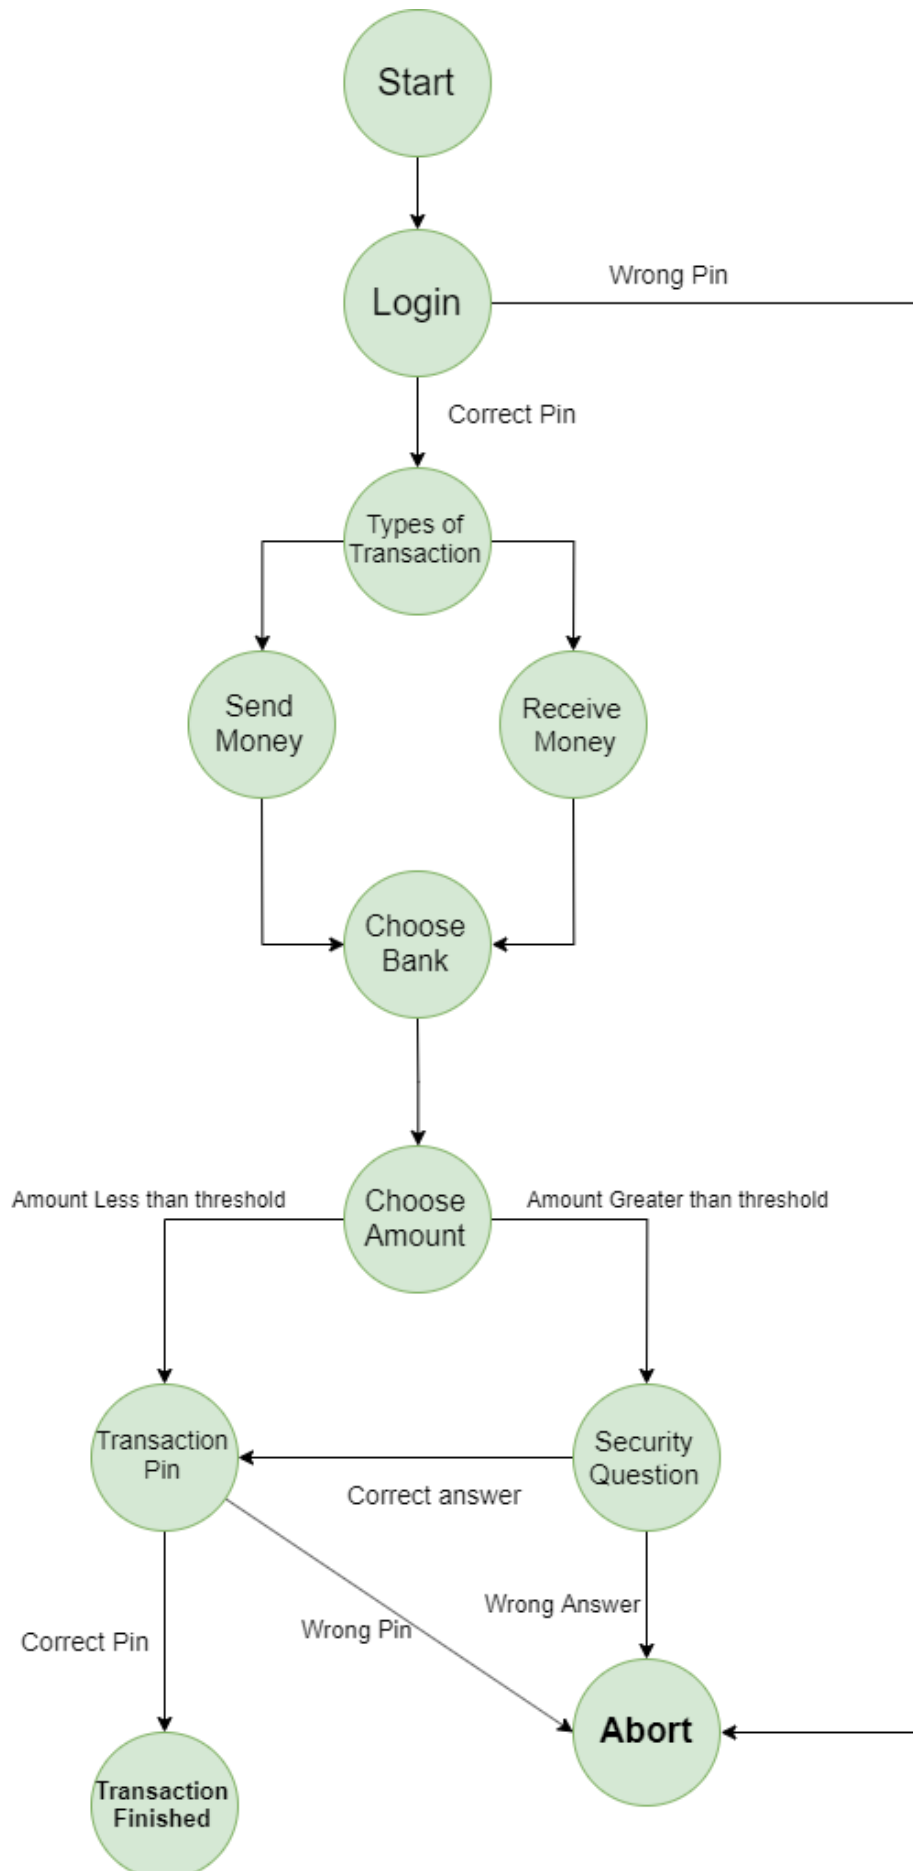 Start
Login
Wrong Pin
Correct Pin
Types of
Transaction
Send
Money
Receive
Money
Choose
Bank
Amount Less than threshold
Choose
Amount
Amount Greater than threshold
Transaction
Pin
Security
Question
Correct answer
Wrong Answer
Wrong Pin
Correct Pin
Abort
Transaction
Finished